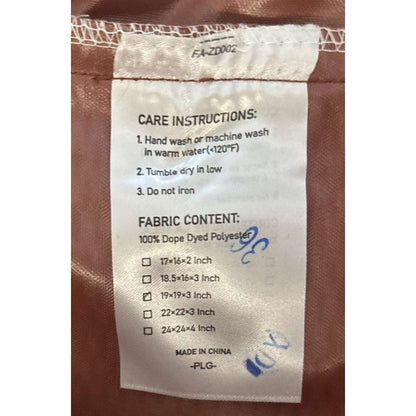 FA-ZD002
CARE INSTRUCTIONS:
1. Hand wash or machine wash
in warm water(<120°F)
2. Tumble dry in low
3. Do not iron
FABRIC CONTENT:
100% Dope Dyed Polyester
☐ 17×16×2 Inch
☐ 18.5×16×3 Inch
☑ 19×19×3 Inch
☐ 22×22×3 Inch
☐ 24×24×4 Inch
MADE IN CHINA
-PLG-